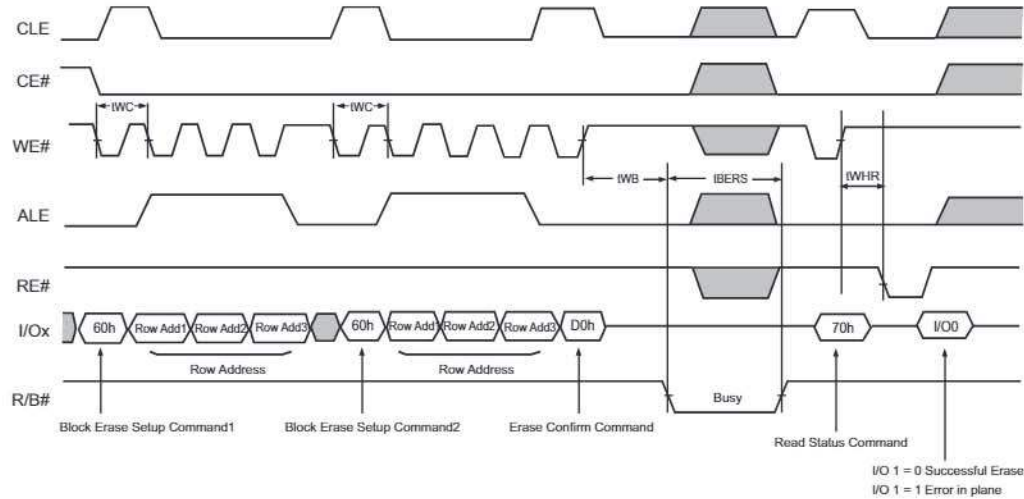 CLE
CE#
tWC
tWC
WE#
tWB
tBERS
tWHR
ALE
RE#
I/Ox
60h
Row Add1
Row Add2
Row Add3
60h
Row Add1
Row Add2
Row Add3
D0h
70h
I/O0
Row Address
Row Address
R/B#
Busy
Block Erase Setup Command1
Block Erase Setup Command2
Erase Confirm Command
Read Status Command
I/O 1 = 0 Successful Erase
I/O 1 = 1 Error in plane